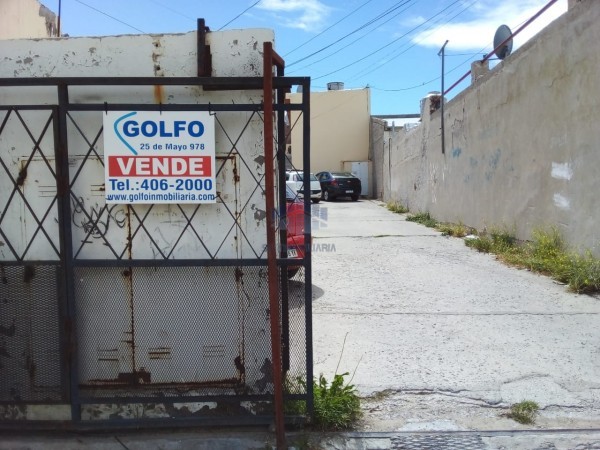 GOLFO
25 de Mayo 978
VENDE
Tel.:406-2000
www.golfoinmobiliaria.com